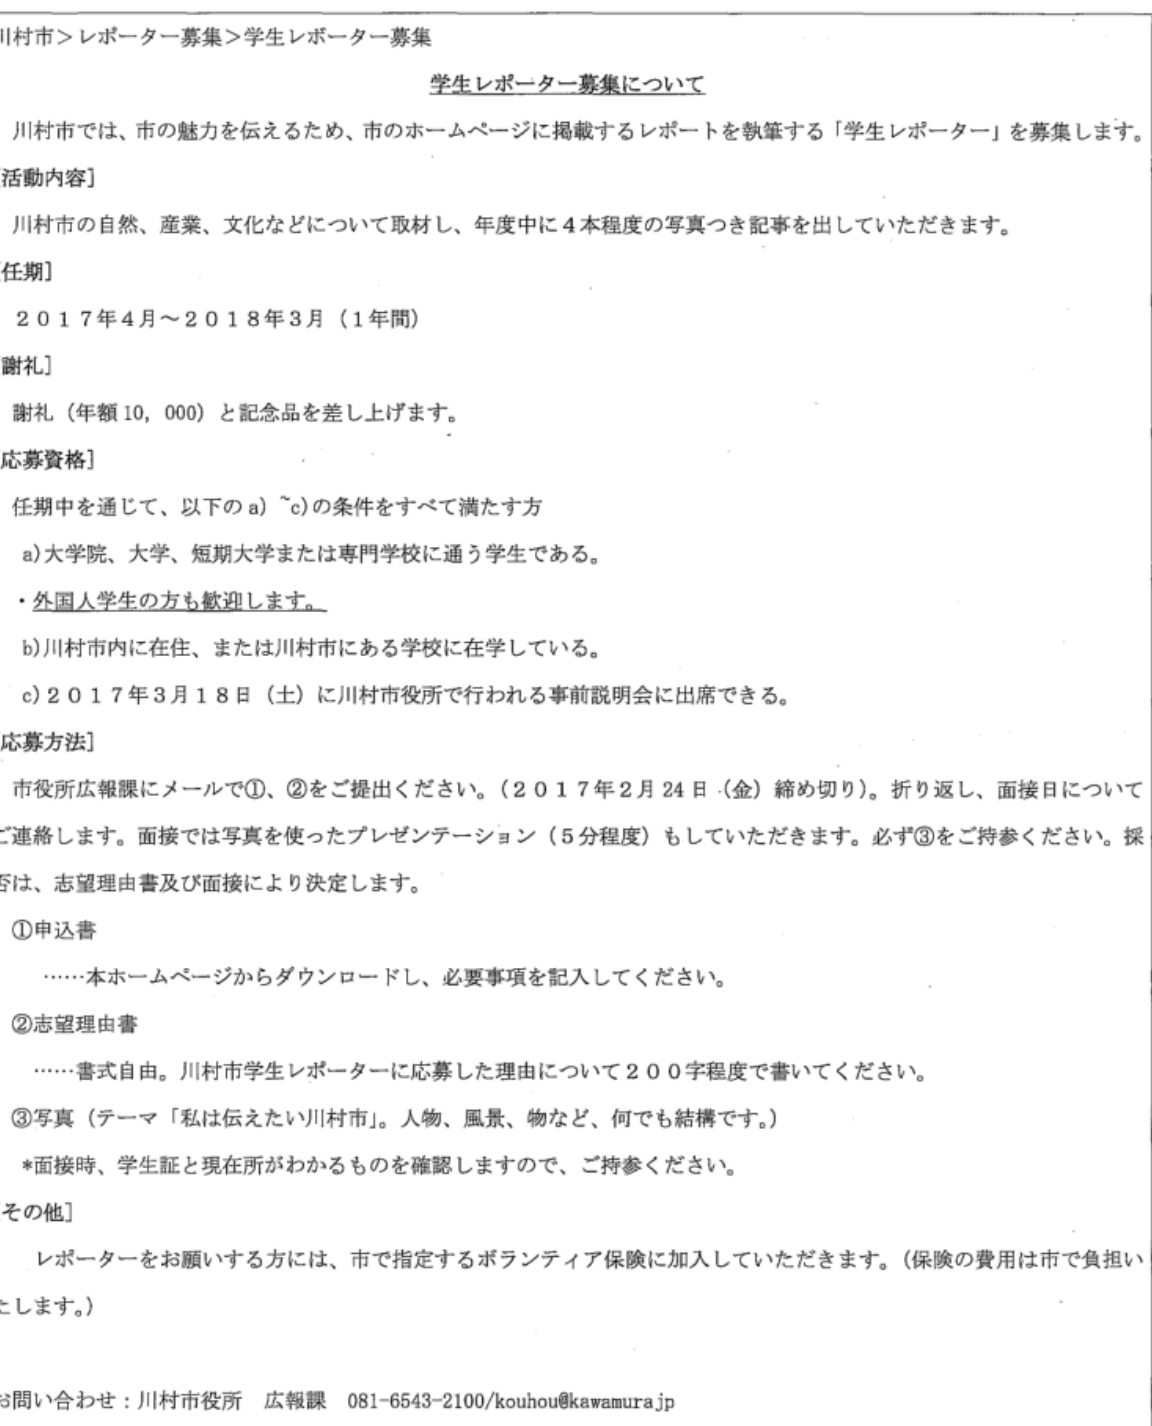 川村市＞レポーター募集＞学生レポーター募集
学生レポーター募集について
川村市では、市の魅力を伝えるため、市のホームページに掲載するレポートを執筆する「学生レポーター」を募集します。
[活動内容]
川村市の自然、産業、文化などについて取材し、年度中に４本程度の写真つき記事を出していただきます。
[任期]
２０１７年４月～２０１８年３月（１年間）
[謝礼]
謝礼（年額10, 000）と記念品を差し上げます。
応募資格]
任期中を通じて、以下の a）~c)の条件をすべて満たす方
a)大学院、大学、短期大学または専門学校に通う学生である。
・外国人学生の方も歓迎します。
b)川村市内に在住、または川村市にある学校に在学している。
c)２０１７年３月１８日（土）に川村市役所で行われる事前説明会に出席できる。
応募方法]
市役所広報課にメールで①、②をご提出ください。（２０１７年２月 24 日（金）締め切り）。折り返し、面接日について
ご連絡します。面接では写真を使ったプレゼンテーション（５分程度）もしていただきます。必ず③をご持参ください。採
否は、志望理由書及び面接により決定します。
①申込書
……本ホームページからダウンロードし、必要事項を記入してください。
②志望理由書
……書式自由。川村市学生レポーターに応募した理由について２００字程度で書いてください。
③写真（テーマ「私は伝えたい川村市」。人物、風景、物など、何でも結構です。）
*面接時、学生証と現在所がわかるものを確認しますので、ご持参ください。
[その他]
レポーターをお願いする方には、市で指定するボランティア保険に加入していただきます。（保険の費用は市で負担い
たします。）
お問い合わせ：川村市役所　広報課　081-6543-2100/kouhou@kawamurajp